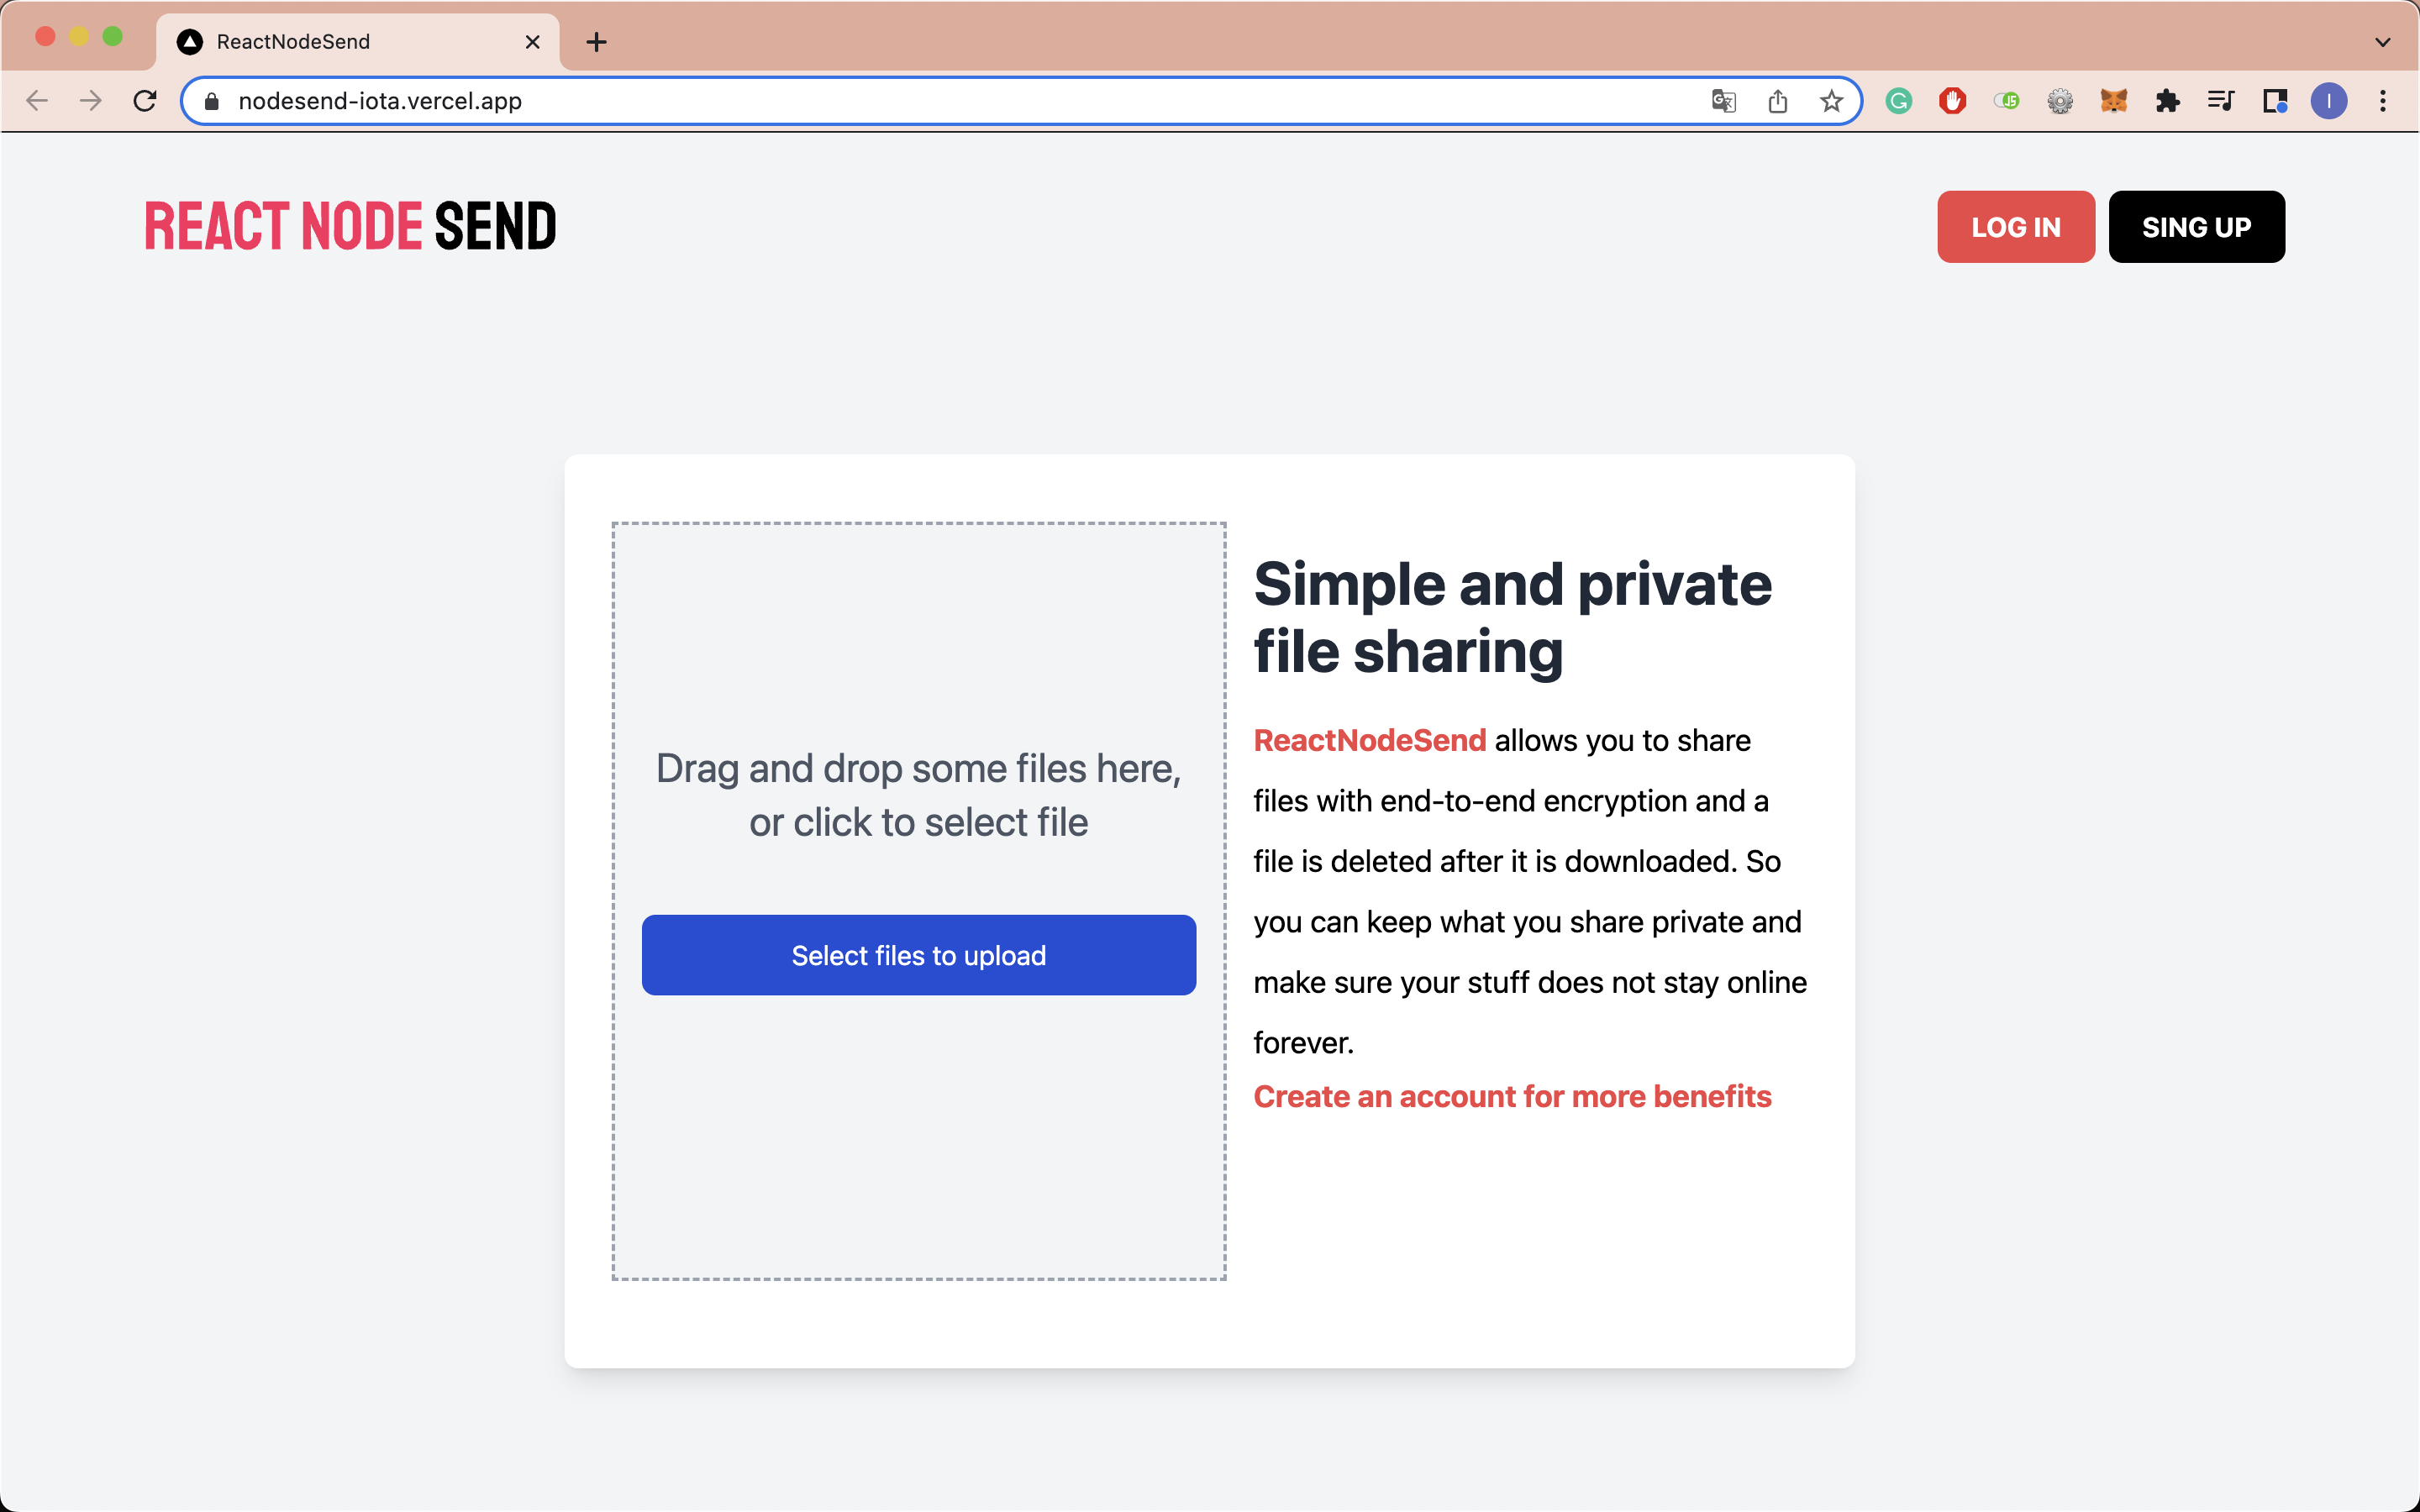 ReactNodeSend
nodesend-iota.vercel.app
REACT NODE SEND
LOG IN
SING UP
Drag and drop some files here,
or click to select file
Select files to upload
Simple and private
file sharing
ReactNodeSend allows you to share
files with end-to-end encryption and a
file is deleted after it is downloaded. So
you can keep what you share private and
make sure your stuff does not stay online
forever.
Create an account for more benefits